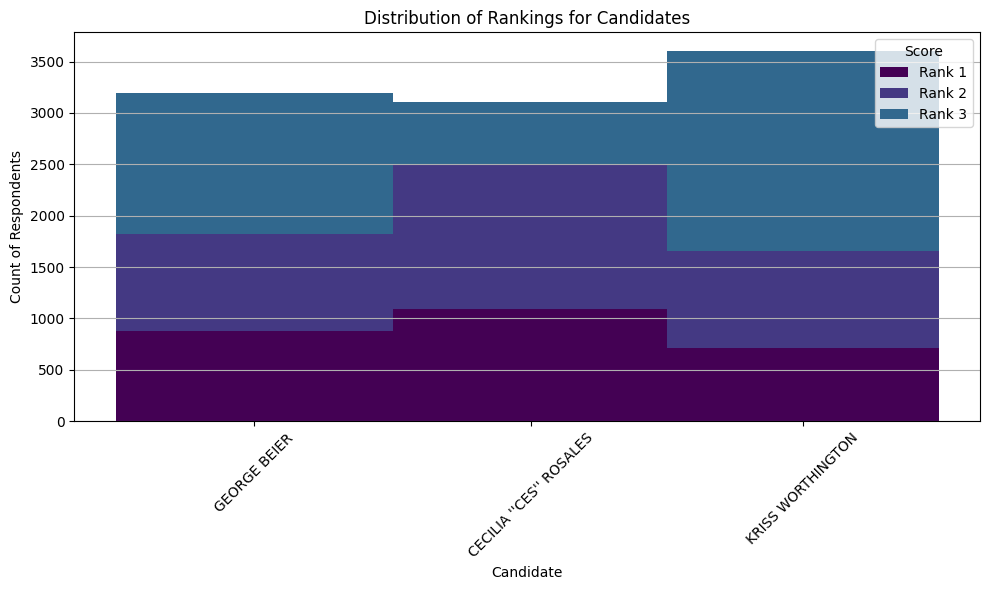 Distribution of Rankings for Candidates
Score
Rank 1
Rank 2
Rank 3
Count of Respondents
3500
3000
2500
2000
1500
1000
500
0
GEORGE BEIER
CECILIA ''CES'' ROSALES
KRISS WORTHINGTON
Candidate